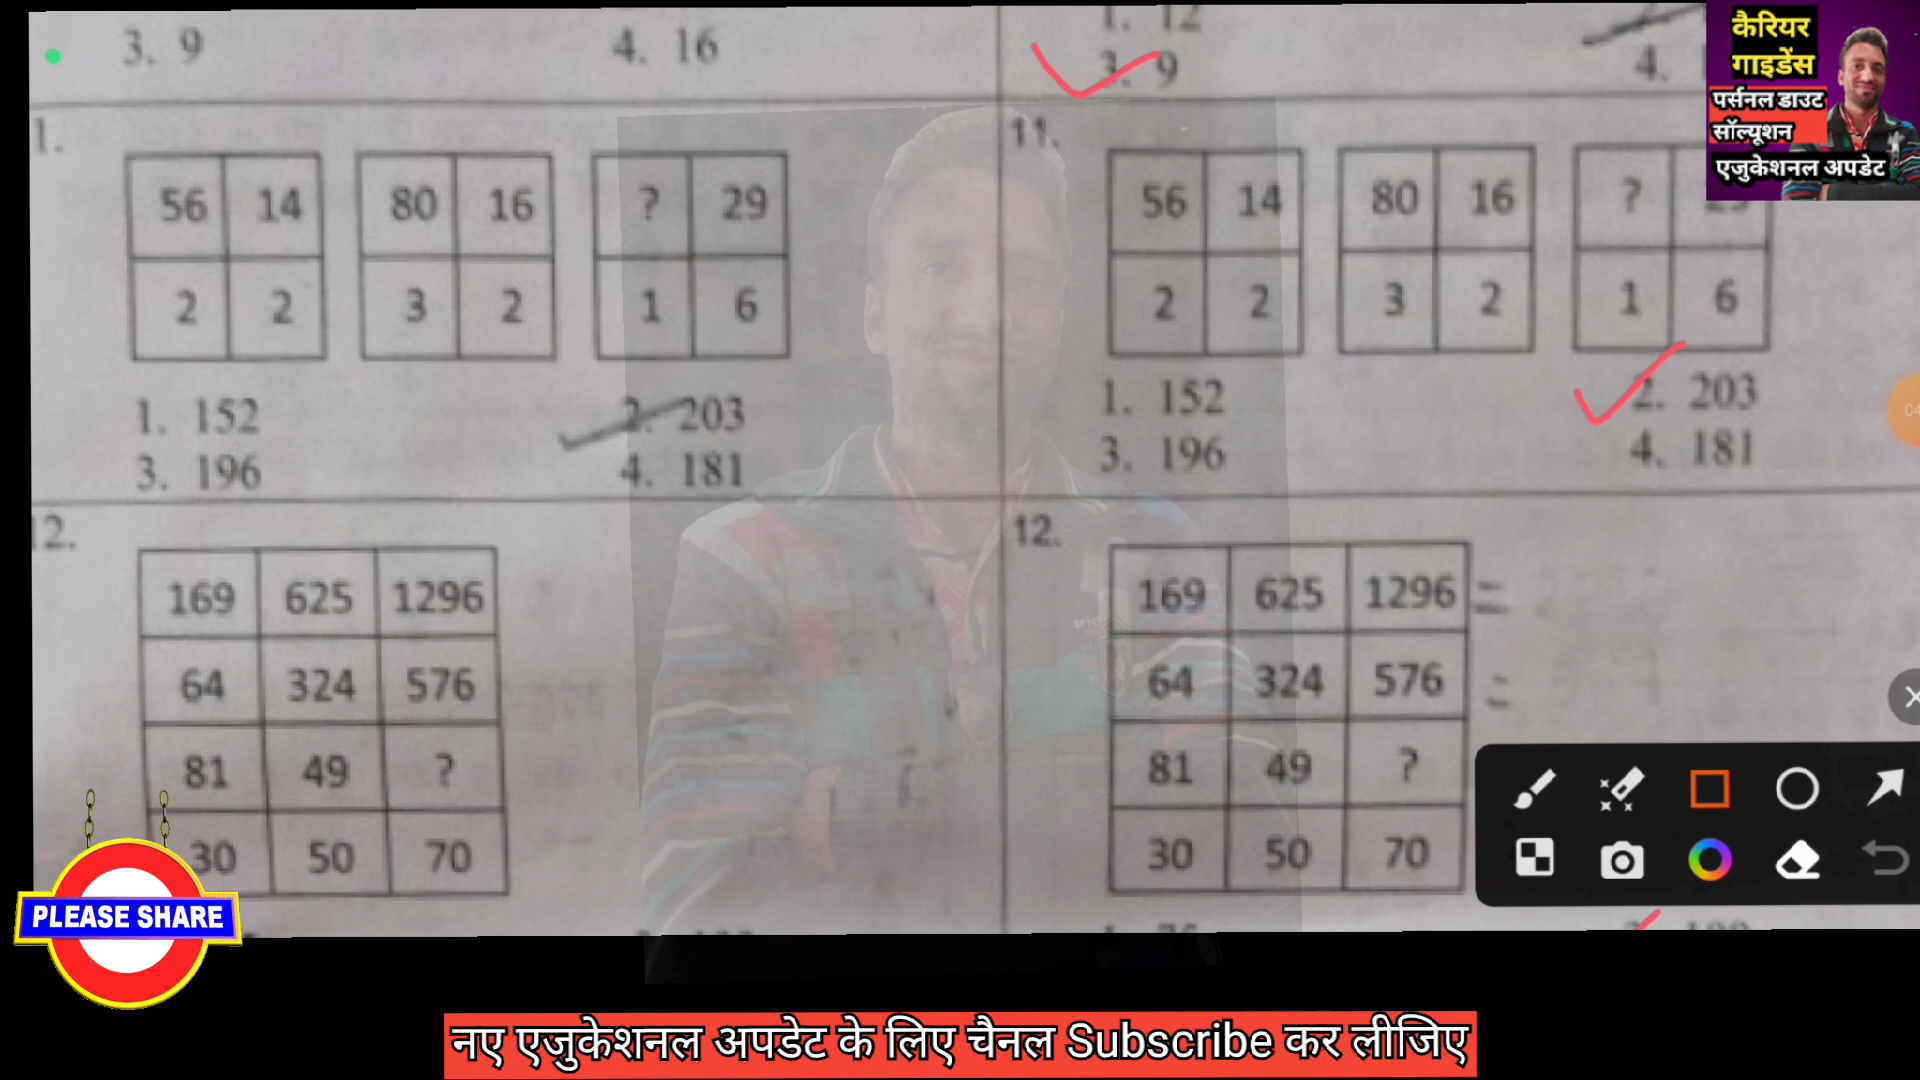 3. 9
4. 16
1. 12
3. 9
4.
कैरियर
गाइडेंस
पर्सनल डाउट
सॉल्यूशन
एजुकेशनल अपडेट
1.
56 14
2 2
80 16
3 2
? 29
1 6
1. 152
2. 203
3. 196
4. 181
11.
56 14
2 2
80 16
3 2
? 29
1 6
1. 152
2. 203
3. 196
4. 181
12.
169 625 1296
64 324 576
81 49 ?
30 50 70
12.
169 625 1296 =
64 324 576 =
81 49 ?
30 50 70
04
PLEASE SHARE
नए एजुकेशनल अपडेट के लिए चैनल Subscribe कर लीजिए